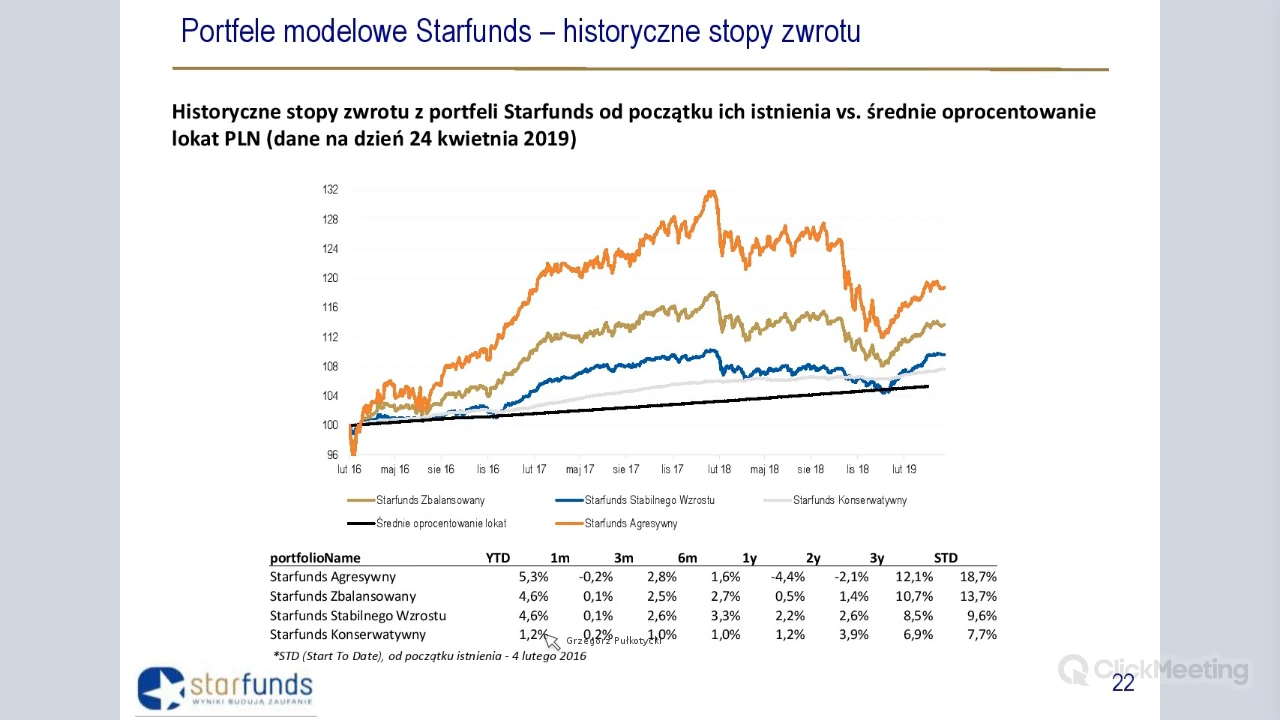 Portfele modelowe Starfunds – historyczne stopy zwrotu
Historyczne stopy zwrotu z portfeli Starfunds od początku ich istnienia vs. średnie oprocentowanie
lokat PLN (dane na dzień 24 kwietnia 2019)
132
128
124
120
116
112
108
104
100
96
lut 16 maj 16 sie 16 lis 16 lut 17 maj 17 sie 17 lis 17 lut 18 maj 18 sie 18 lis 18 lut 19
Starfunds Zbalansowany Starfunds Stabilnego Wzrostu Starfunds Konserwatywny
Średnie oprocentowanie lokat Starfunds Agresywny
portfolioName YTD 1m 3m 6m 1y 2y 3y STD
Starfunds Agresywny 5,3% -0,2% 2,8% 1,6% -4,4% -2,1% 12,1% 18,7%
Starfunds Zbalansowany 4,6% 0,1% 2,5% 2,7% 0,5% 1,4% 10,7% 13,7%
Starfunds Stabilnego Wzrostu 4,6% 0,1% 2,6% 3,3% 2,2% 2,6% 8,5% 9,6%
Starfunds Konserwatywny 1,2% 0,2% 1,0% 1,0% 1,2% 3,9% 6,9% 7,7%
Grzegorz Pułkotycki
*STD (Start To Date), od początku istnienia - 4 lutego 2016
starfunds
WYNIKI BUDUJĄ ZAUFANIE
ClickMeeting
22